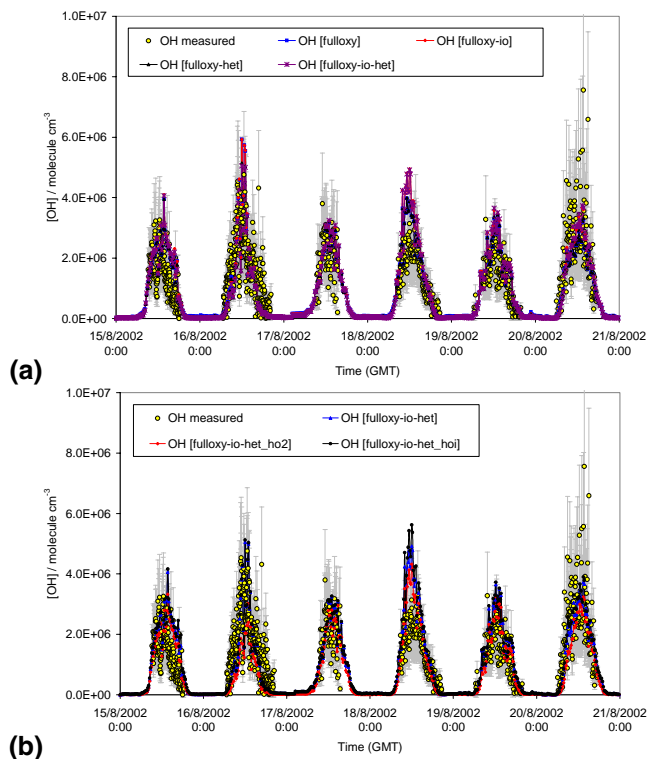 1.0E+07
OH measured OH [fulloxy] OH [fulloxy-io]
OH [fulloxy-het] OH [fulloxy-io-het]
8.0E+06
6.0E+06
4.0E+06
2.0E+06
0.0E+00
[OH] / molecule cm-3
15/8/2002 16/8/2002 17/8/2002 18/8/2002 19/8/2002 20/8/2002 21/8/2002
0:00 0:00 0:00 0:00 0:00 0:00 0:00
Time (GMT)
(a)
1.0E+07
OH measured OH [fulloxy-io-het]
OH [fulloxy-io-het_ho2] OH [fulloxy-io-het_hoi]
8.0E+06
6.0E+06
4.0E+06
2.0E+06
0.0E+00
[OH] / molecule cm-3
15/8/2002 16/8/2002 17/8/2002 18/8/2002 19/8/2002 20/8/2002 21/8/2002
0:00 0:00 0:00 0:00 0:00 0:00 0:00
Time (GMT)
(b)